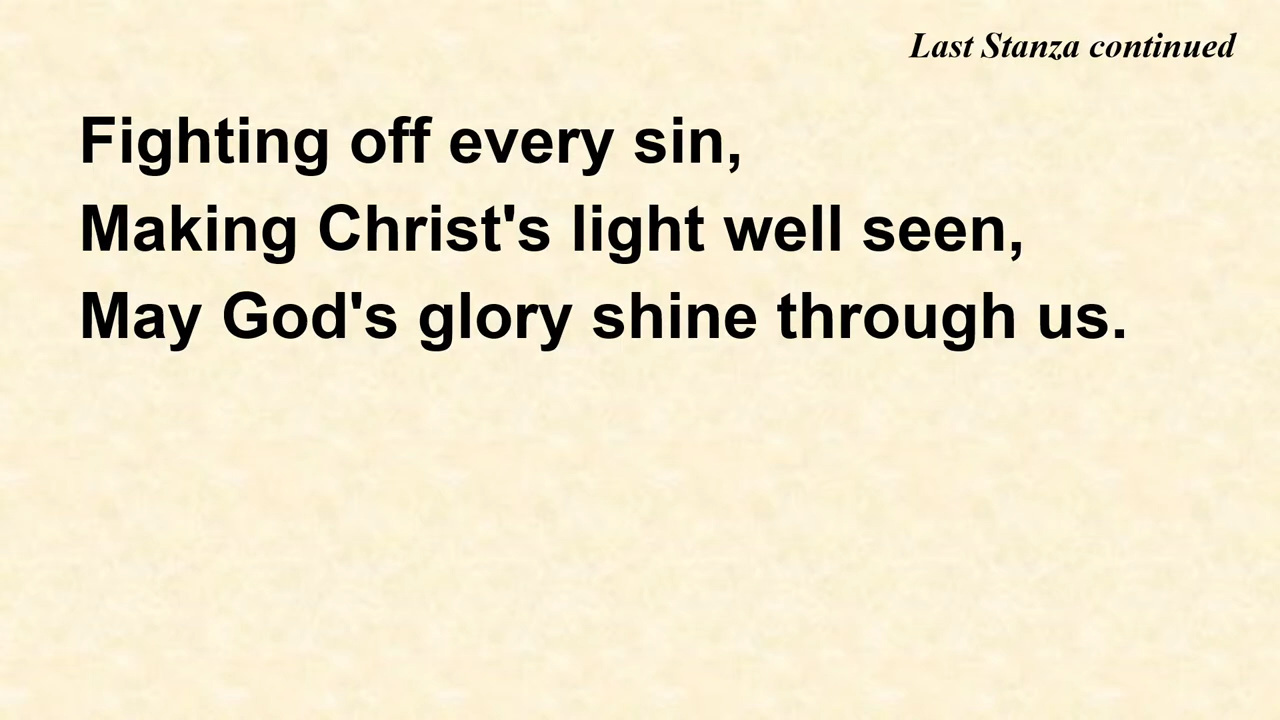 Last Stanza continued
Fighting off every sin,
Making Christ's light well seen,
May God's glory shine through us.